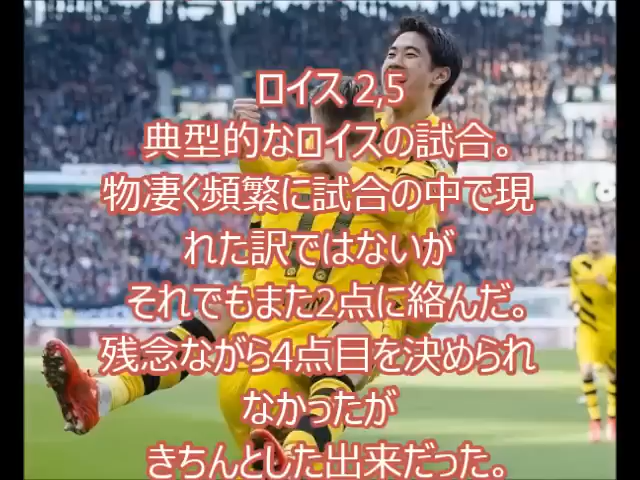 ロイス 2,5
典型的なロイスの試合。
物凄く頻繁に試合の中で現
れた訳ではないが
それでもまた2点に絡んだ。
残念ながら4点目を決められ
なかったが
きちんとした出来だった。
11